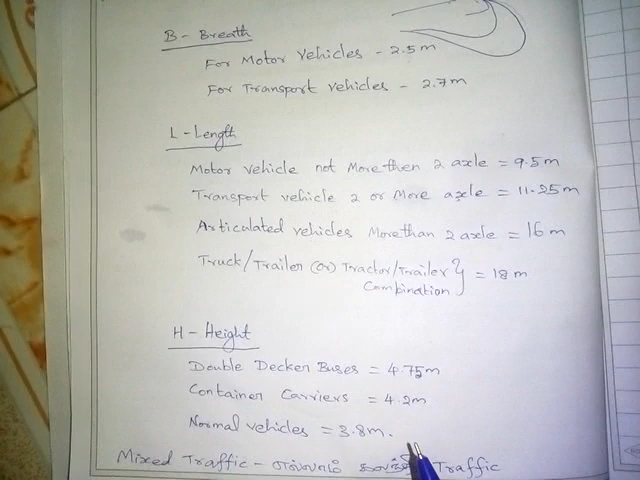 B - Breath
For Motor Vehicles - 2.5m
For Transport vehicles - 2.7m
L - Length
Motor vehicle not More then 2 axle = 9.5m
Transport vehicle 2 or More axle = 11.25m
Articulated vehicles Morethan 2 axle = 16m
Truck/Trailer (or) Tractor/Trailer Combination } = 18m
H - Height
Double Decker Buses = 4.75m
Container Carriers = 4.2m
Normal vehicles = 3.8m.
Mixed Traffic - எல்லாம் Traffic